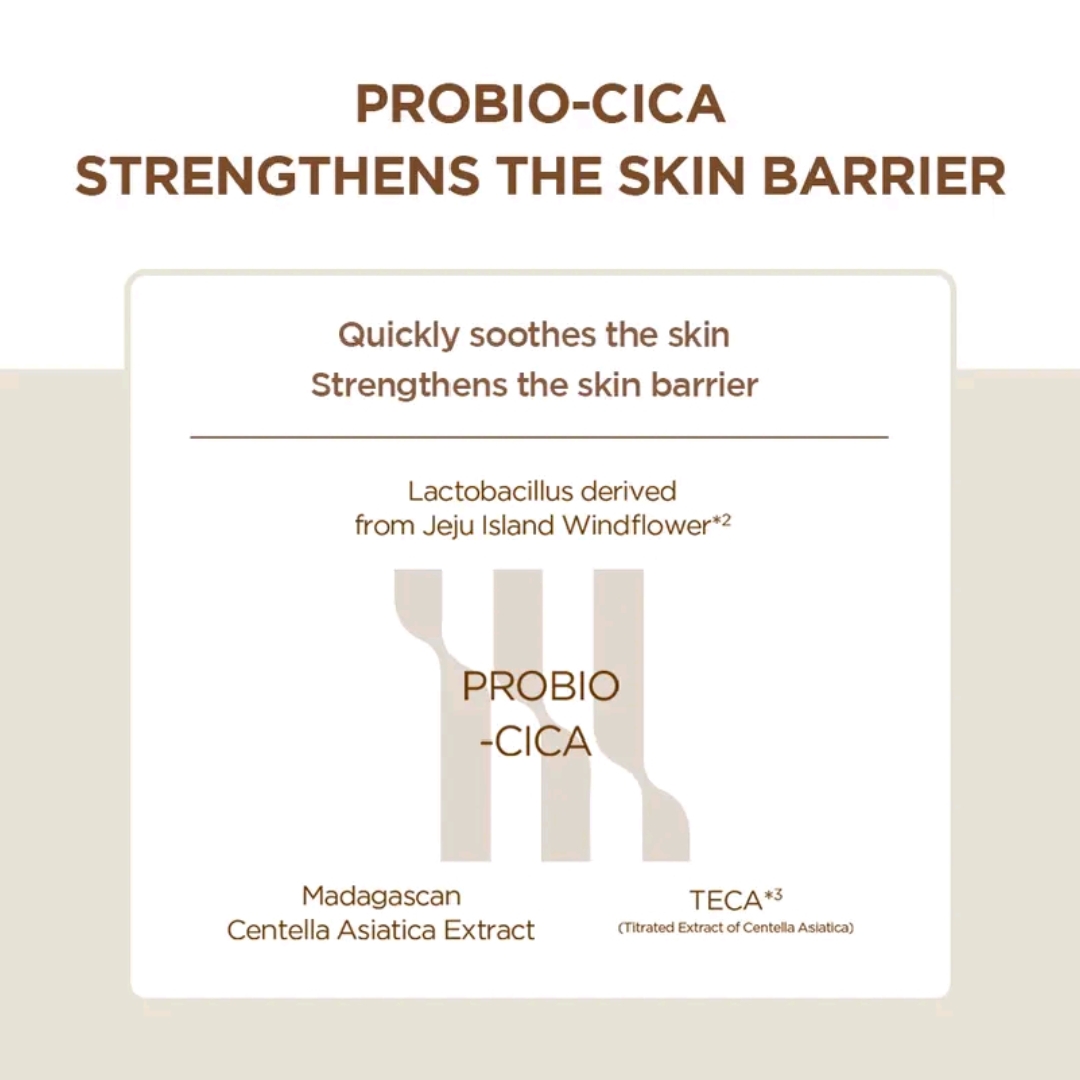 PROBIO-CICA
STRENGTHENS THE SKIN BARRIER
Quickly soothes the skin
Strengthens the skin barrier
Lactobacillus derived
from Jeju Island Windflower*2
PROBIO
-CICA
Madagascan
Centella Asiatica Extract
TECA*3
(Titrated Extract of Centella Asiatica)